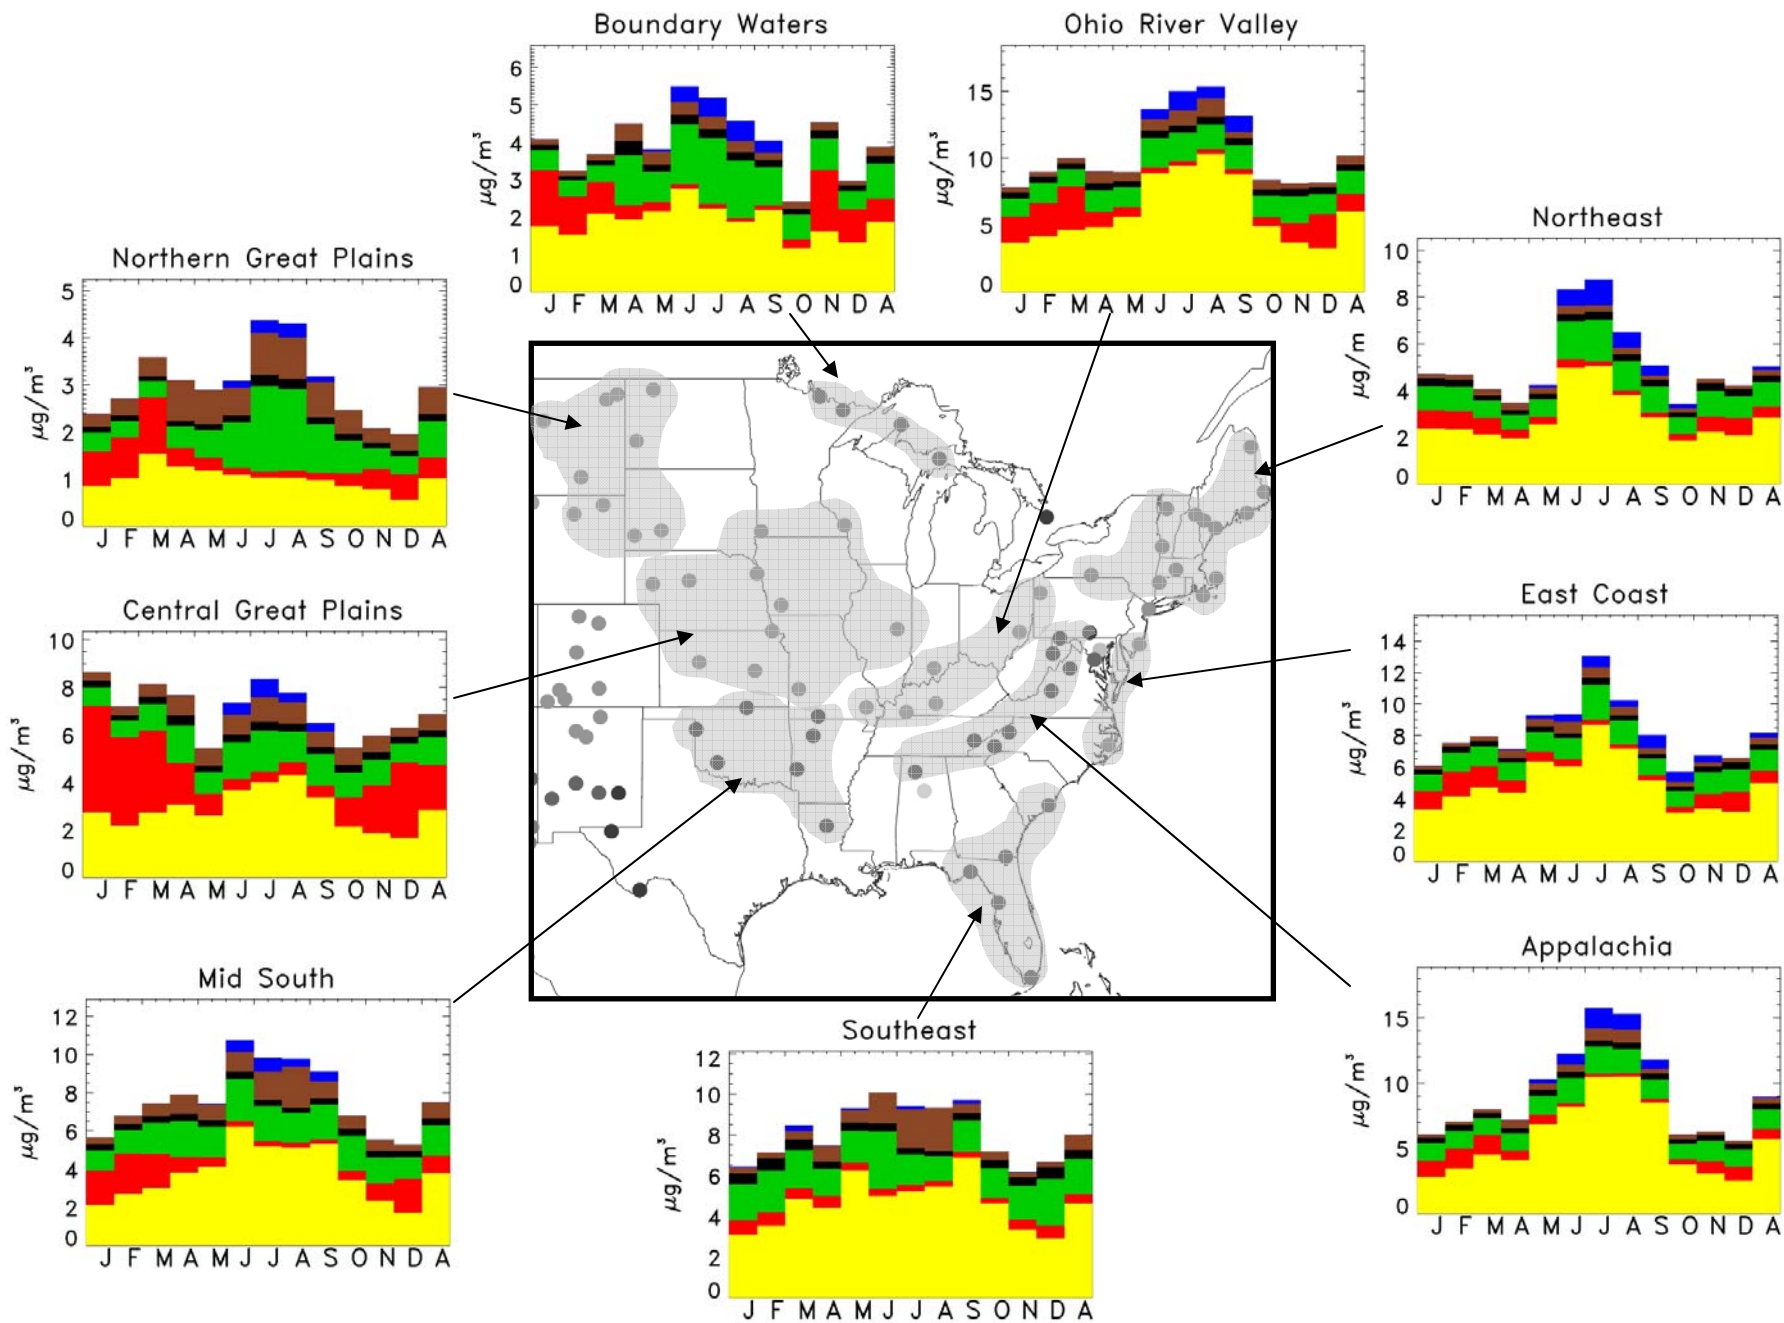 Boundary Waters
6
5
4
3
2
1
0
μg/m³
J F M A M J J A S O N D A
Ohio River Valley
15
10
5
0
μg/m³
J F M A M J J A S O N D A
Northeast
10
8
6
4
2
0
μg/m
J F M A M J J A S O N D A
Northern Great Plains
5
4
3
2
1
0
μg/m³
J F M A M J J A S O N D A
Central Great Plains
10
8
6
4
2
0
μg/m³
J F M A M J J A S O N D A
East Coast
14
12
10
8
6
4
2
0
μg/m³
J F M A M J J A S O N D A
Mid South
12
10
8
6
4
2
0
μg/m³
J F M A M J J A S O N D A
Southeast
12
10
8
6
4
2
0
μg/m³
J F M A M J J A S O N D A
Appalachia
15
10
5
0
μg/m³
J F M A M J J A S O N D A